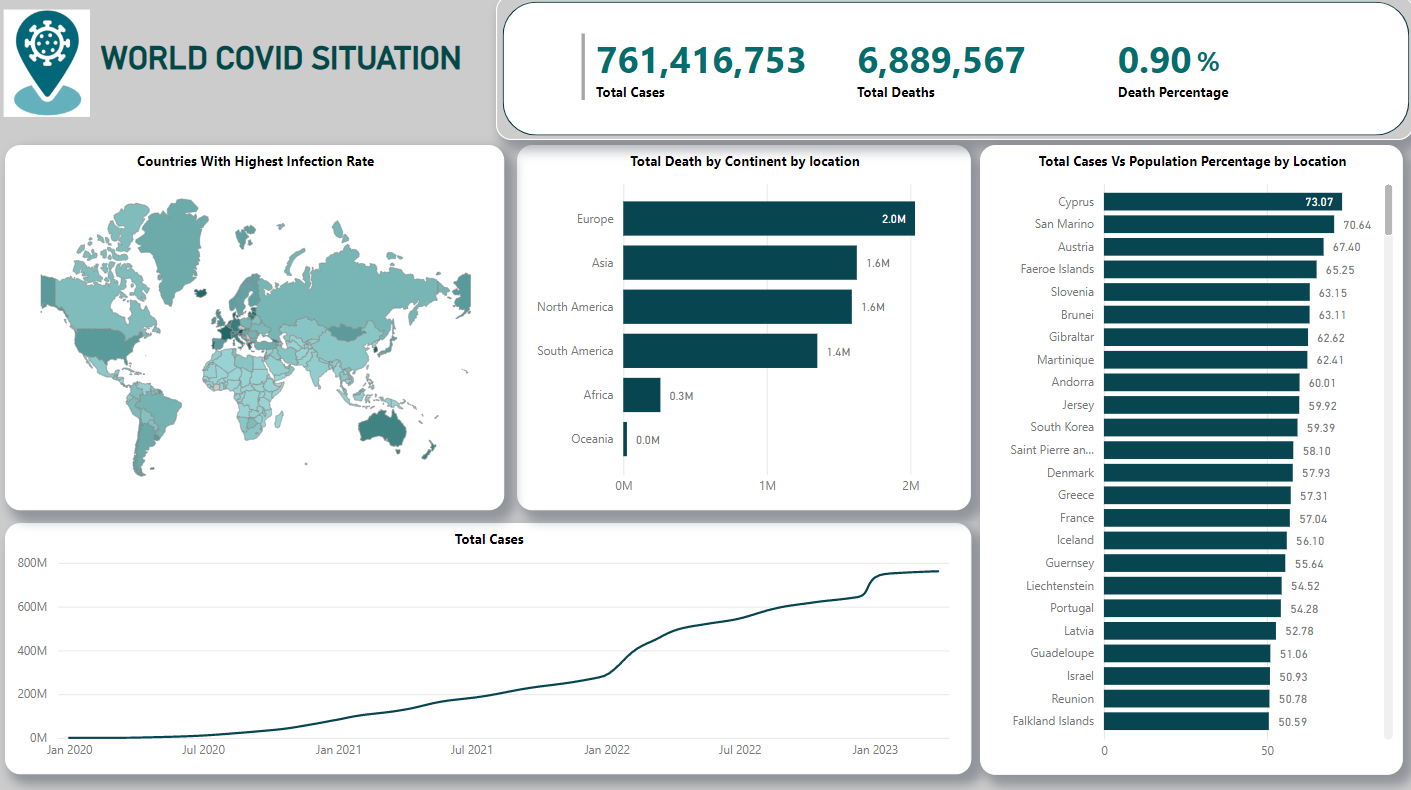 WORLD COVID SITUATION
761,416,753
Total Cases
6,889,567
Total Deaths
0.90 %
Death Percentage
Countries With Highest Infection Rate
Total Death by Continent by location
Europe 2.0M
Asia 1.6M
North America 1.6M
South America 1.4M
Africa 0.3M
Oceania 0.0M
0M 1M 2M
Total Cases Vs Population Percentage by Location
Cyprus 73.07
San Marino 70.64
Austria 67.40
Faeroe Islands 65.25
Slovenia 63.15
Brunei 63.11
Gibraltar 62.62
Martinique 62.41
Andorra 60.01
Jersey 59.92
South Korea 59.39
Saint Pierre an... 58.10
Denmark 57.93
Greece 57.31
France 57.04
Iceland 56.10
Guernsey 55.64
Liechtenstein 54.52
Portugal 54.28
Latvia 52.78
Guadeloupe 51.06
Israel 50.93
Reunion 50.78
Falkland Islands 50.59
0 50
Total Cases
800M
600M
400M
200M
0M
Jan 2020 Jul 2020 Jan 2021 Jul 2021 Jan 2022 Jul 2022 Jan 2023